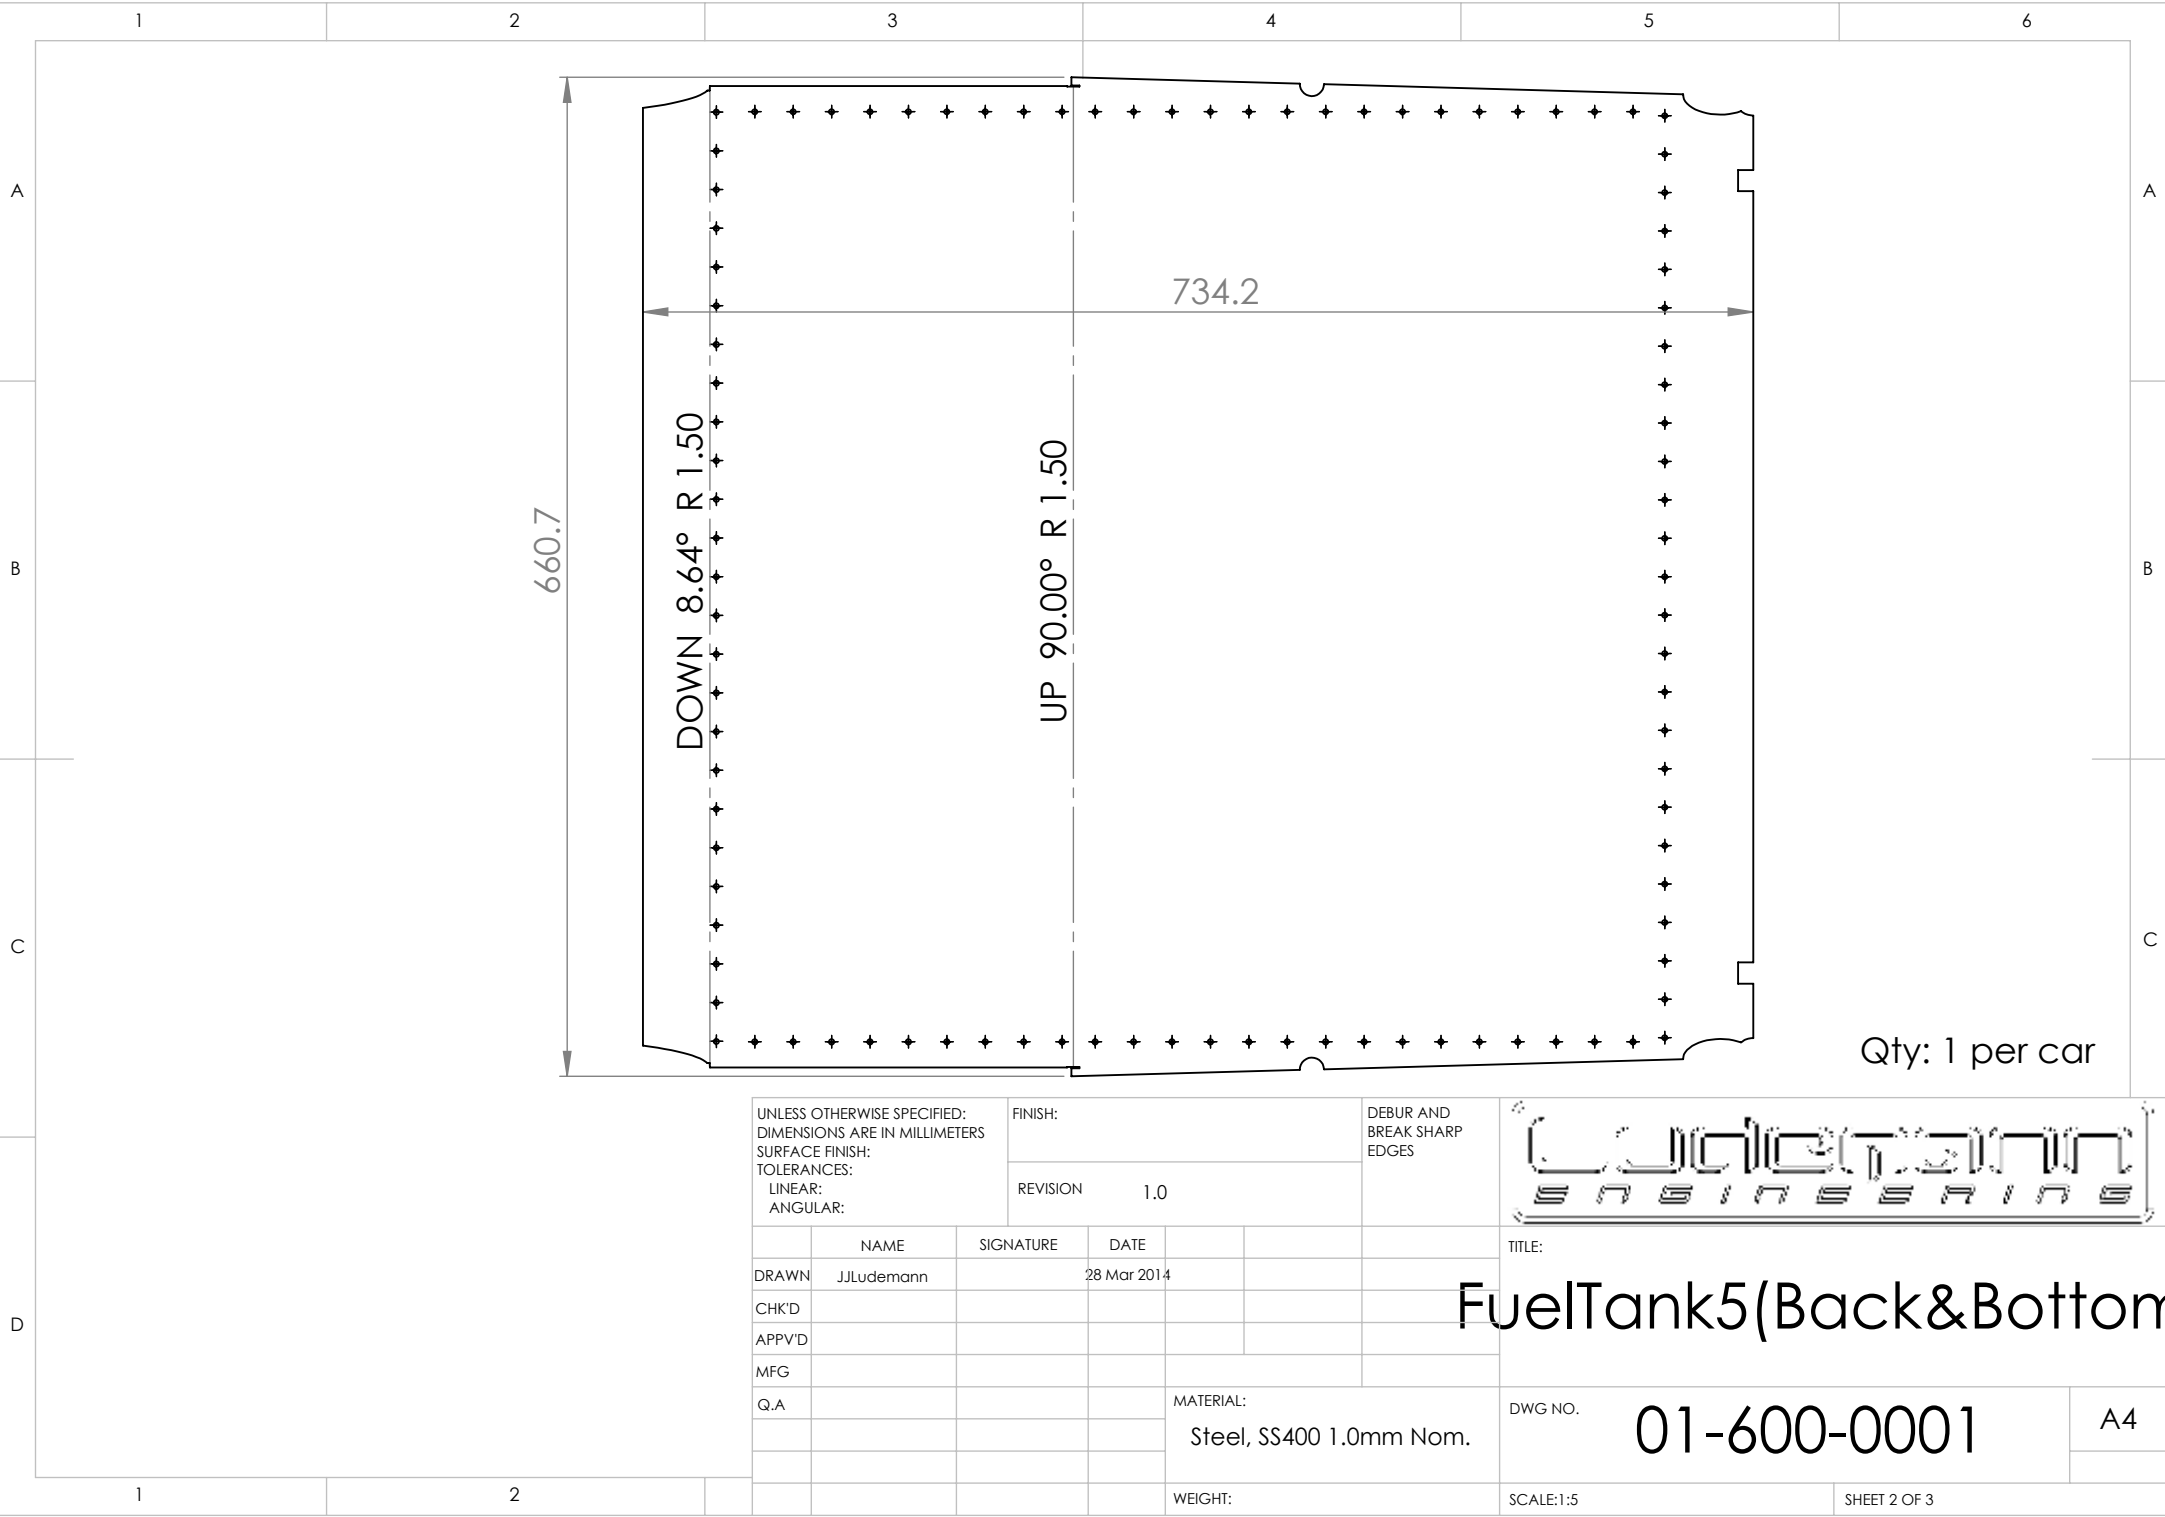 1 2 3 4 5 6
A A
B B
C C
D
734.2
660.7
DOWN 8.64° R 1.50
UP 90.00° R 1.50
Qty: 1 per car
UNLESS OTHERWISE SPECIFIED:
DIMENSIONS ARE IN MILLIMETERS
SURFACE FINISH:
TOLERANCES:
LINEAR:
ANGULAR:
FINISH:
REVISION 1.0
DEBUR AND
BREAK SHARP
EDGES
Ludemann
ENGINEERING
NAME SIGNATURE DATE
DRAWN JJLudemann 28 Mar 2014
CHK'D
APPV'D
MFG
Q.A
TITLE:
FuelTank5(Back&Bottom
MATERIAL:
Steel, SS400 1.0mm Nom.
DWG NO. 01-600-0001 A4
WEIGHT: SCALE:1:5 SHEET 2 OF 3
1 2